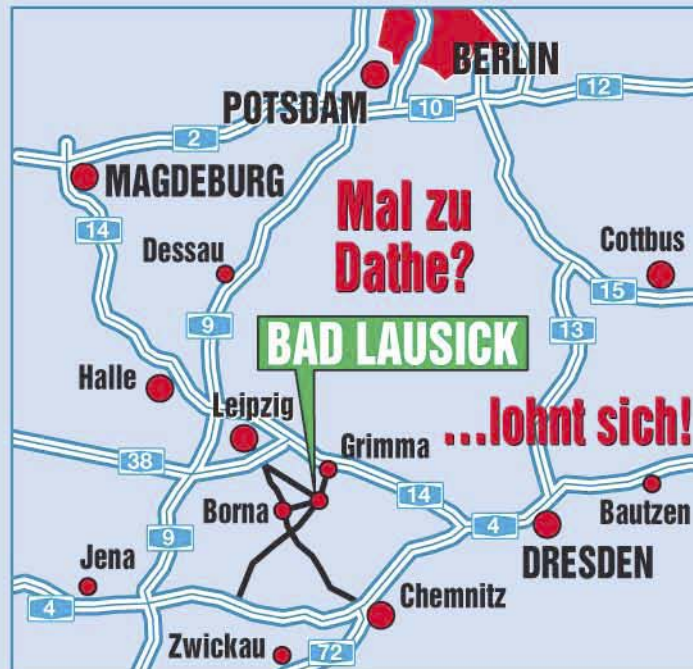 BERLIN
POTSDAM
12
10
2
MAGDEBURG
Mal zu
Dathe?
14
Dessau
Cottbus
15
9
13
BAD LAUSICK
Halle
Leipzig
...lohnt sich!
Grimma
38
14
Borna
4
Bautzen
9
DRESDEN
Jena
4
Chemnitz
Zwickau
72